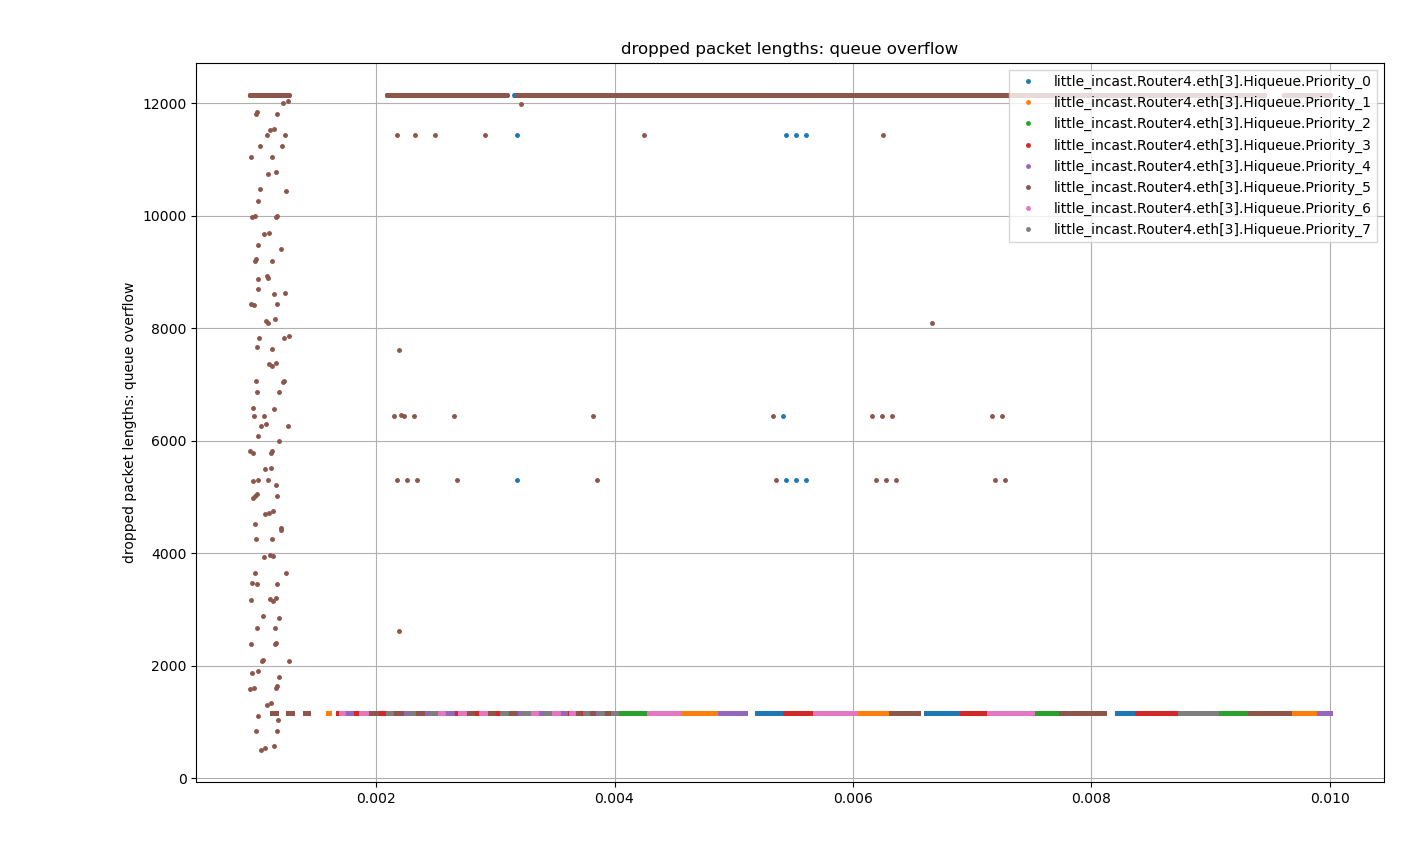 dropped packet lengths: queue overflow
little_incast.Router4.eth[3].Hiqueue.Priority_0
little_incast.Router4.eth[3].Hiqueue.Priority_1
little_incast.Router4.eth[3].Hiqueue.Priority_2
little_incast.Router4.eth[3].Hiqueue.Priority_3
little_incast.Router4.eth[3].Hiqueue.Priority_4
little_incast.Router4.eth[3].Hiqueue.Priority_5
little_incast.Router4.eth[3].Hiqueue.Priority_6
little_incast.Router4.eth[3].Hiqueue.Priority_7
dropped packet lengths: queue overflow
12000
10000
8000
6000
4000
2000
0
0.002
0.004
0.006
0.008
0.010